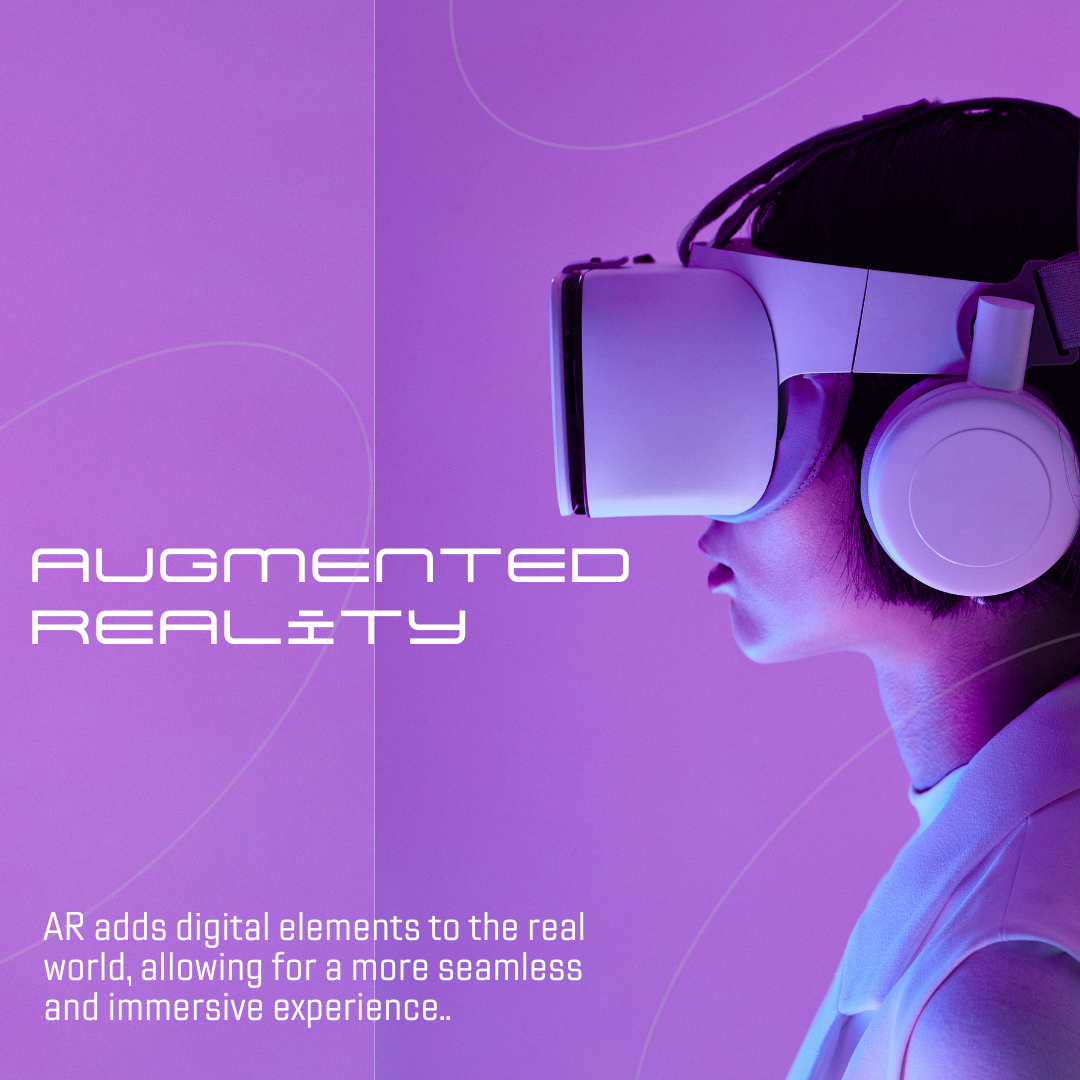 AUGMENTED
REALITY
AR adds digital elements to the real
world, allowing for a more seamless
and immersive experience..